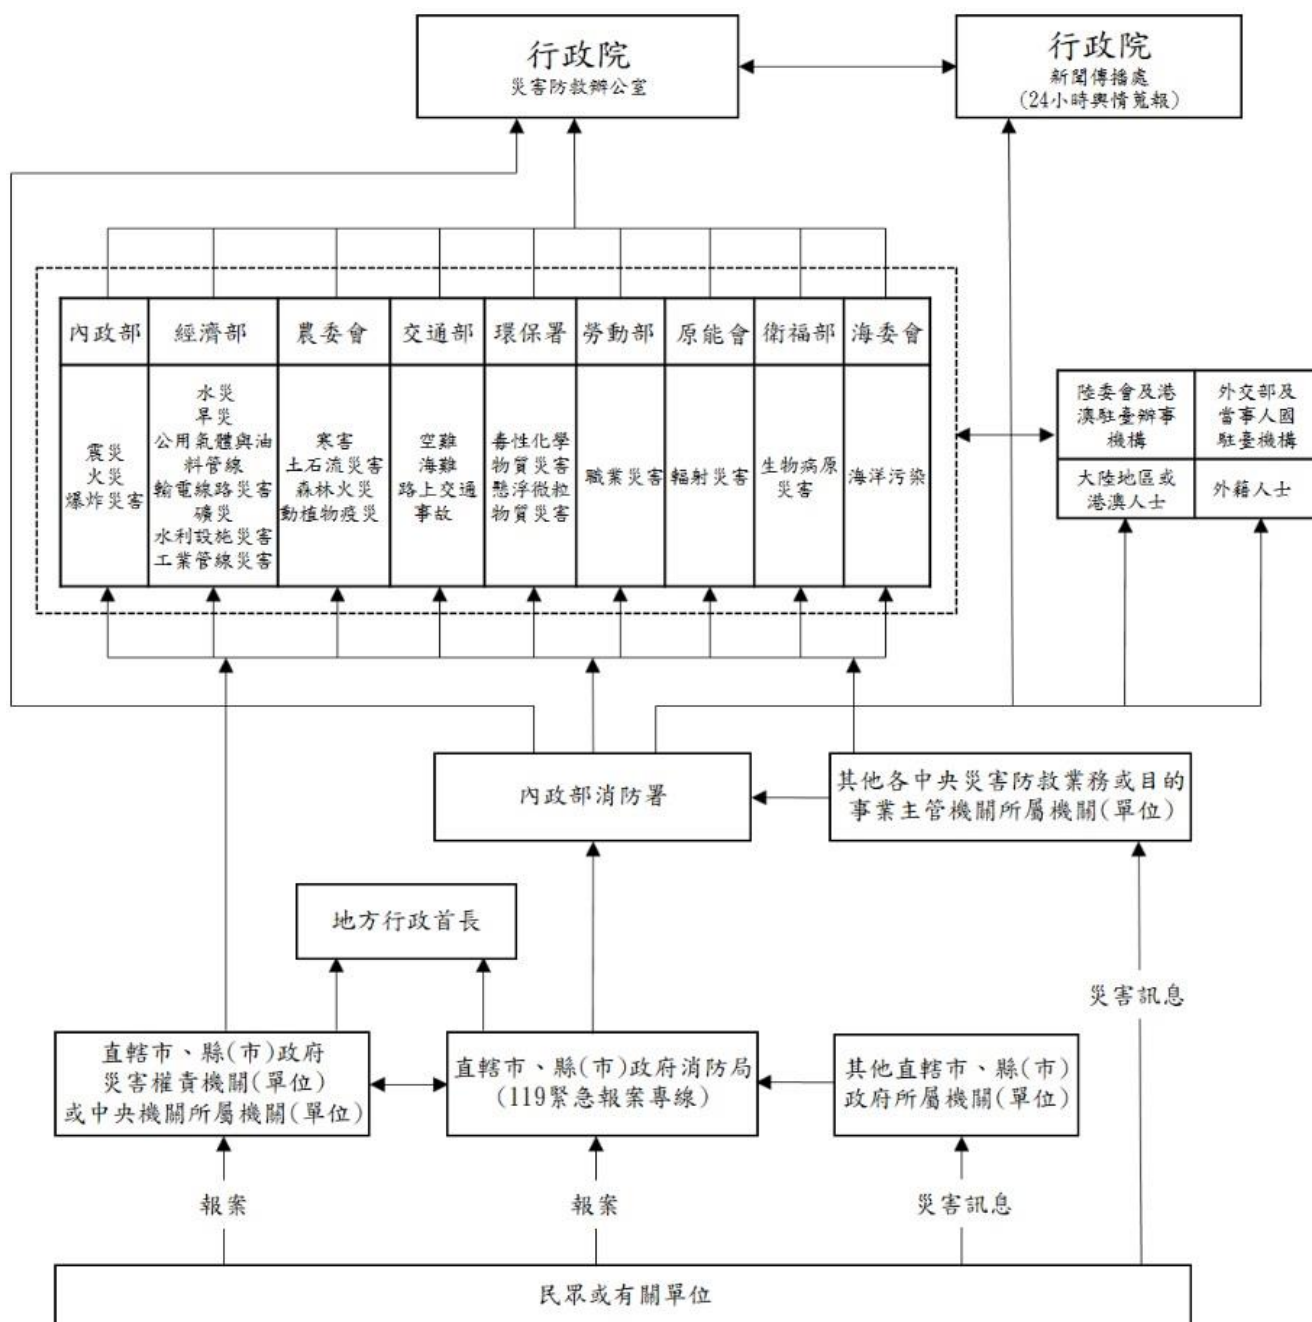 行政院
災害防救辦公室
行政院
新聞傳播處
(24小時輿情蒐報)
內政部
經濟部
農委會
交通部
環保署
勞動部
原能會
衛福部
海委會
震災
火災
爆炸災害
水災
旱災
公用氣體與油
料管線
輸電線路災害
礦災
水利設施災害
工業管線災害
寒害
土石流災害
森林火災
動植物疫災
空難
海難
路上交通
事故
毒性化學
物質災害
懸浮微粒
物質災害
職業災害
輻射災害
生物病原
災害
海洋污染
陸委會及港
澳駐臺辦事
機構
外交部及
當事人國
駐臺機構
大陸地區或
港澳人士
外籍人士
內政部消防署
其他各中央災害防救業務或目的
事業主管機關所屬機關(單位)
地方行政首長
災害訊息
直轄市、縣(市)政府
災害權責機關(單位)
或中央機關所屬機關(單位)
直轄市、縣(市)政府消防局
(119緊急報案專線)
其他直轄市、縣(市)
政府所屬機關(單位)
報案
報案
災害訊息
民眾或有關單位